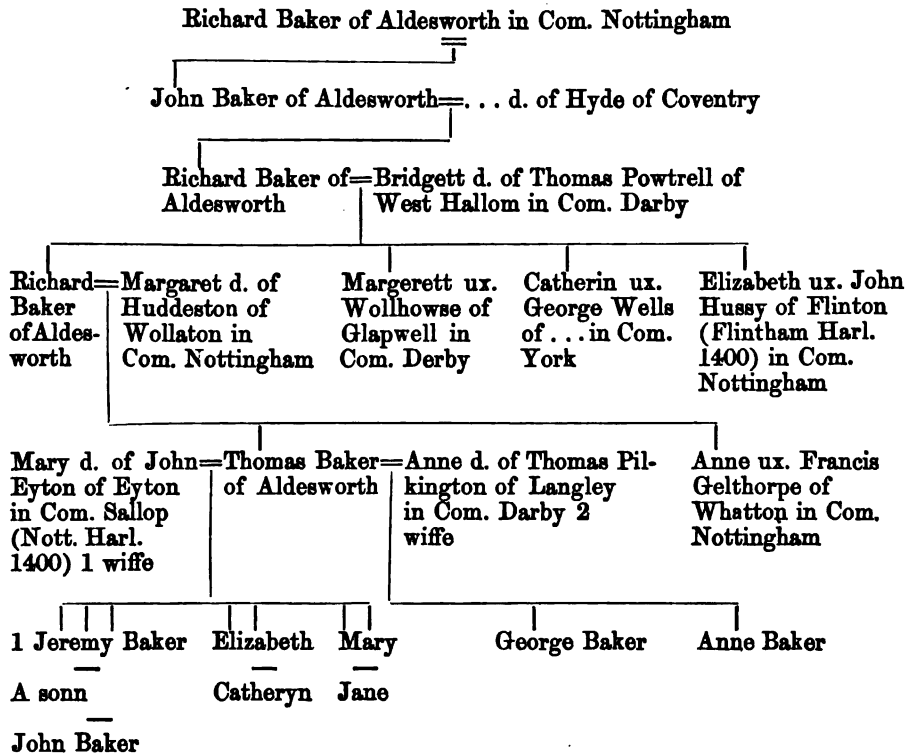 Richard Baker of Aldesworth in Com. Nottingham
John Baker of Aldesworth=. . . d. of Hyde of Coventry
Richard Baker of=Bridgett d. of Thomas Powtrell of
Aldesworth
West Hallom in Com. Darby
Richard=Margaret d. of
Baker
of Aldes-
worth
Huddeston of
Wollaton in
Com. Nottingham
Margerett ux.
Wollhowse of
Glapwell in
Com. Derby
Catherin ux.
George Wells
of . . . in Com.
York
Elizabeth ux. John
Hussy of Flinton
(Flintham Harl.
1400) in Com.
Nottingham
Mary d. of John=Thomas Baker=Anne d. of Thomas Pil-
Eyton of Eyton
in Com. Sallop
(Nott. Harl.
1400) 1 wiffe
of Aldesworth
kington of Langley
in Com. Darby 2
wiffe
Anne ux. Francis
Gelthorpe of
Whatton in Com.
Nottingham
1 Jeremy Baker
A sonn
John Baker
Elizabeth
Catheryn
Mary
Jane
George Baker
Anne Baker